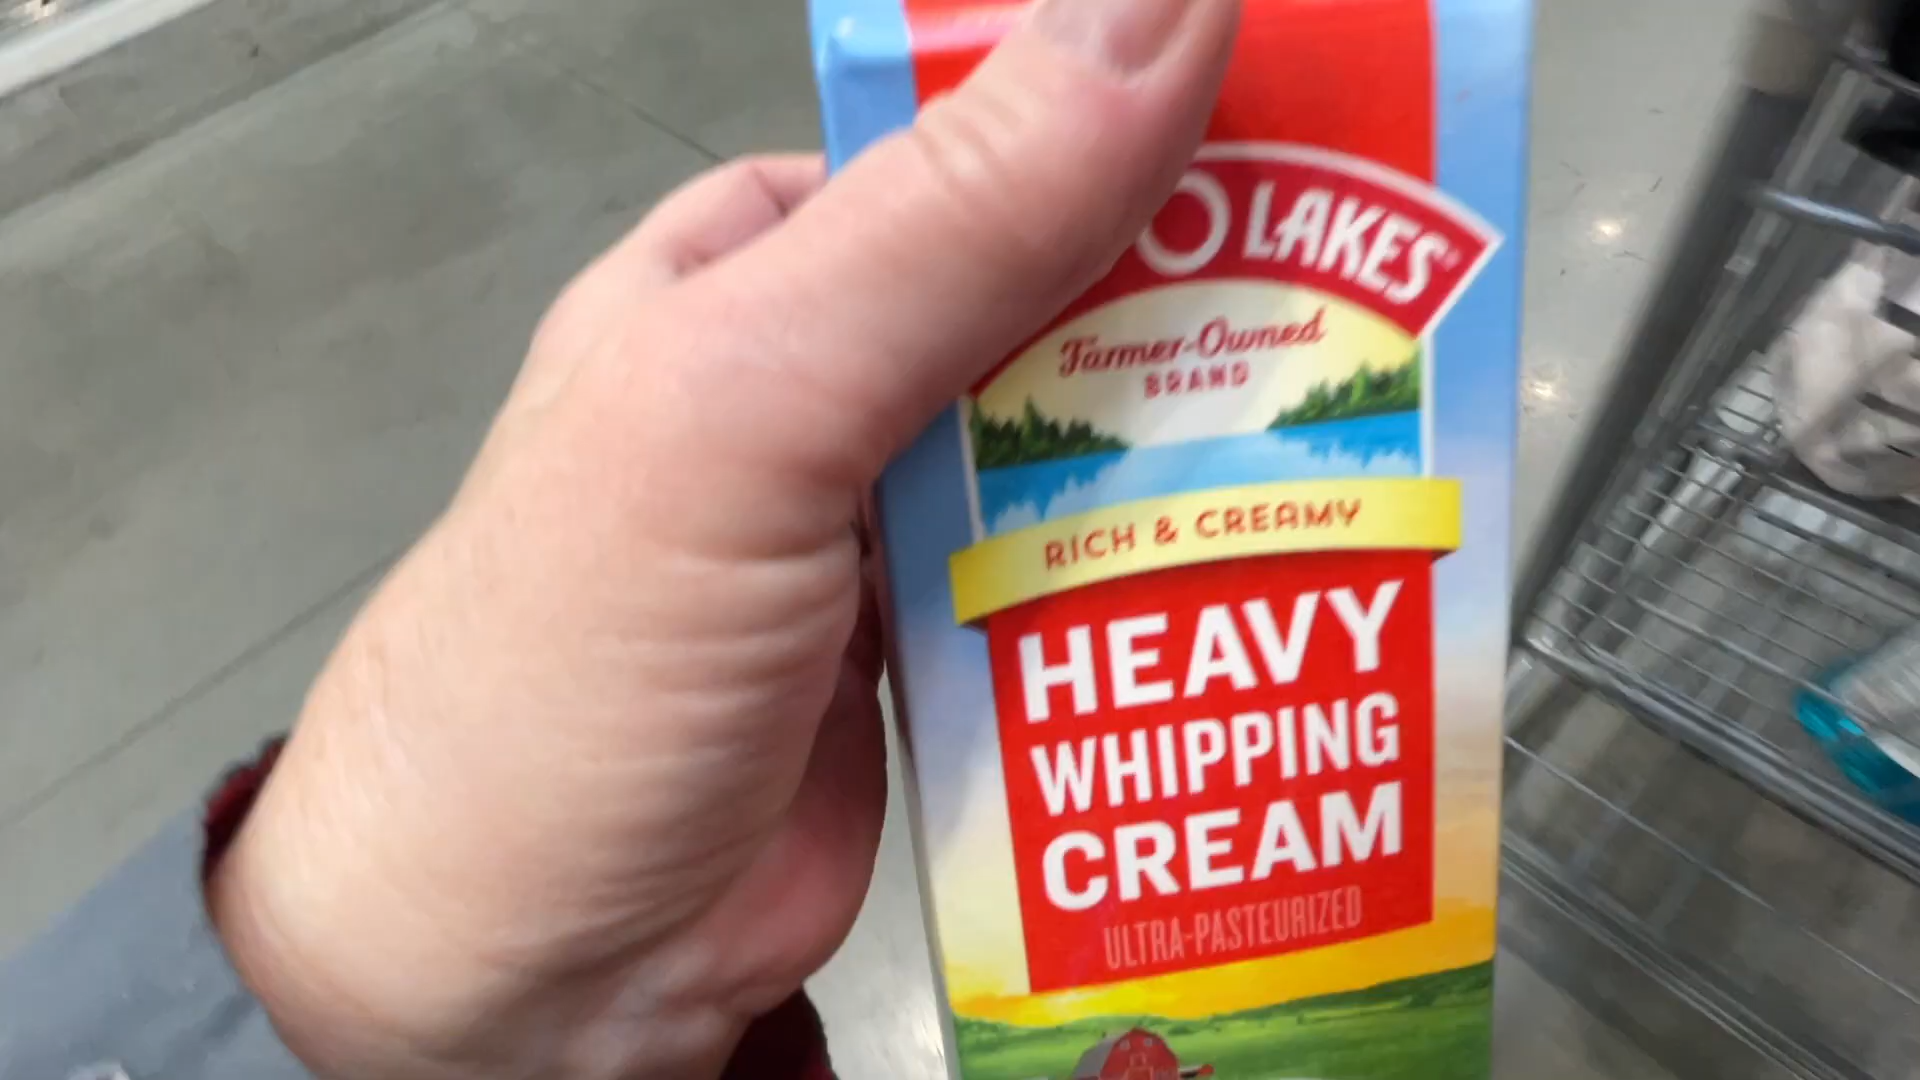 O LAKES
Farmer-Owned
BRAND
RICH & CREAMY
HEAVY
WHIPPING
CREAM
ULTRA-PASTEURIZED